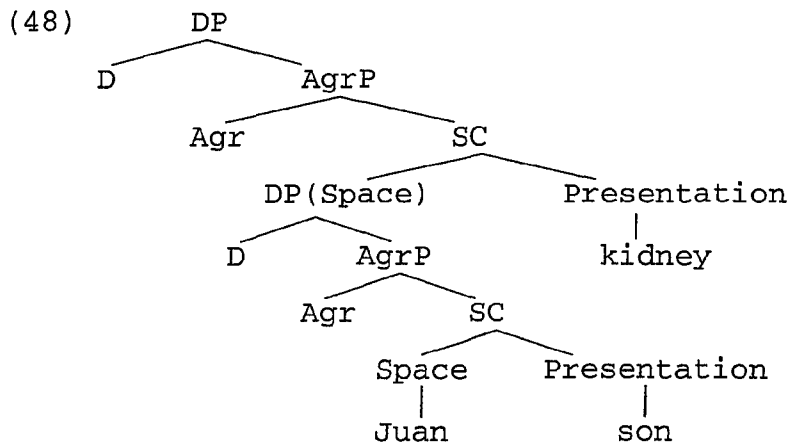 (48) DP
D AgrP
Agr SC
DP(Space) Presentation
D AgrP kidney
Agr SC
Space Presentation
Juan son